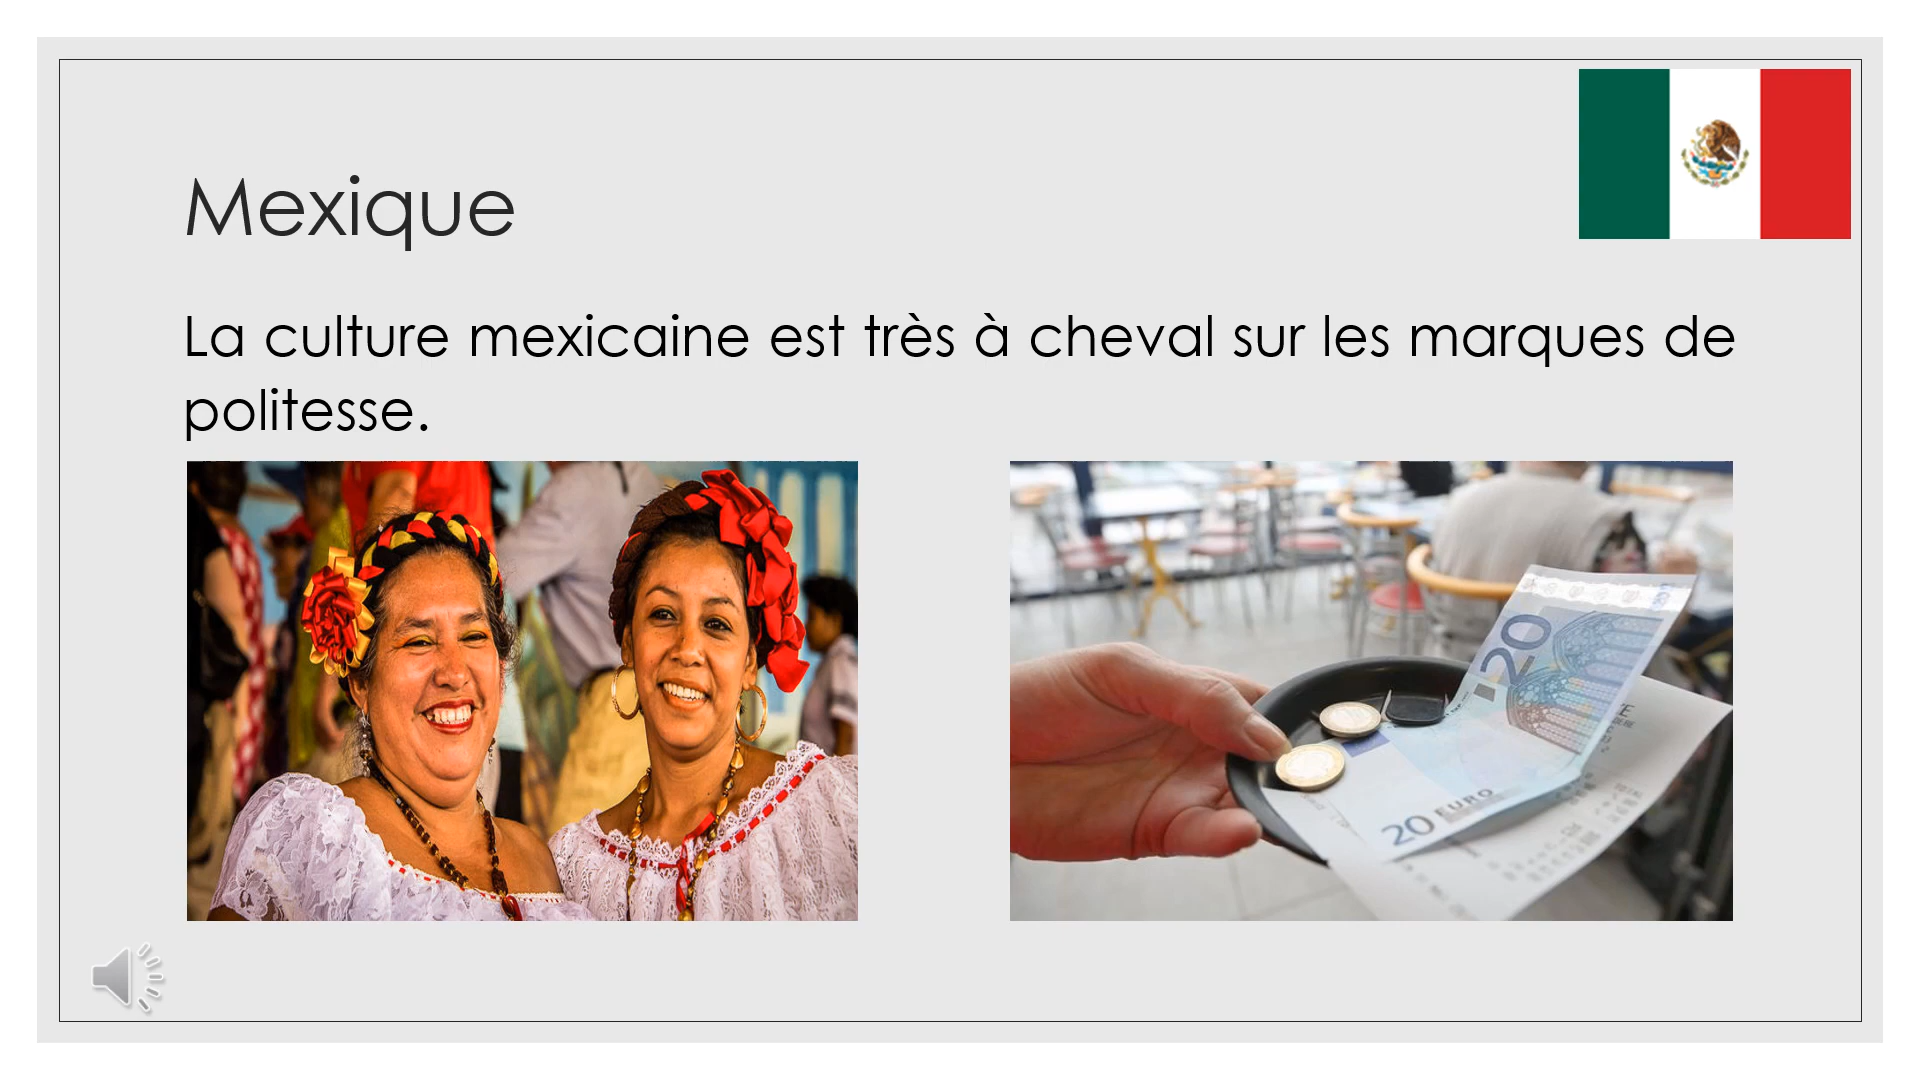 Mexique
La culture mexicaine est très à cheval sur les marques de
politesse.
20
20 EURO